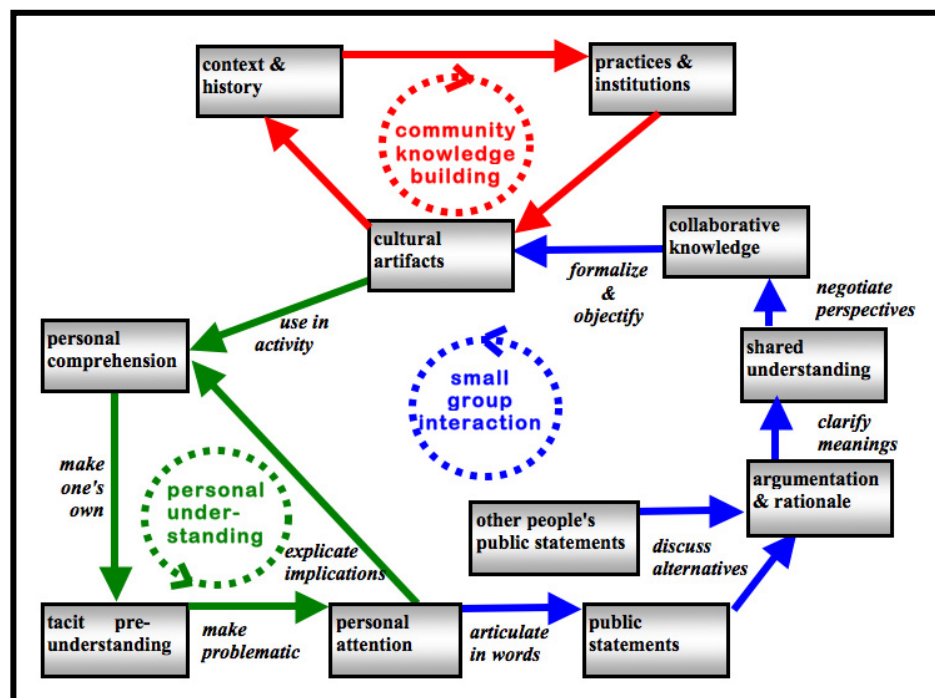 context &
history
practices &
institutions
community
knowledge
building
cultural
artifacts
collaborative
knowledge
formalize
&
objectify
negotiate
perspectives
use in
activity
personal
comprehension
shared
understanding
small
group
interaction
clarify
meanings
make
one's
own
personal
under-
standing
argumentation
& rationale
other people's
public statements
explicate
implications
discuss
alternatives
tacit pre-
understanding
make
problematic
personal
attention
articulate
in words
public
statements